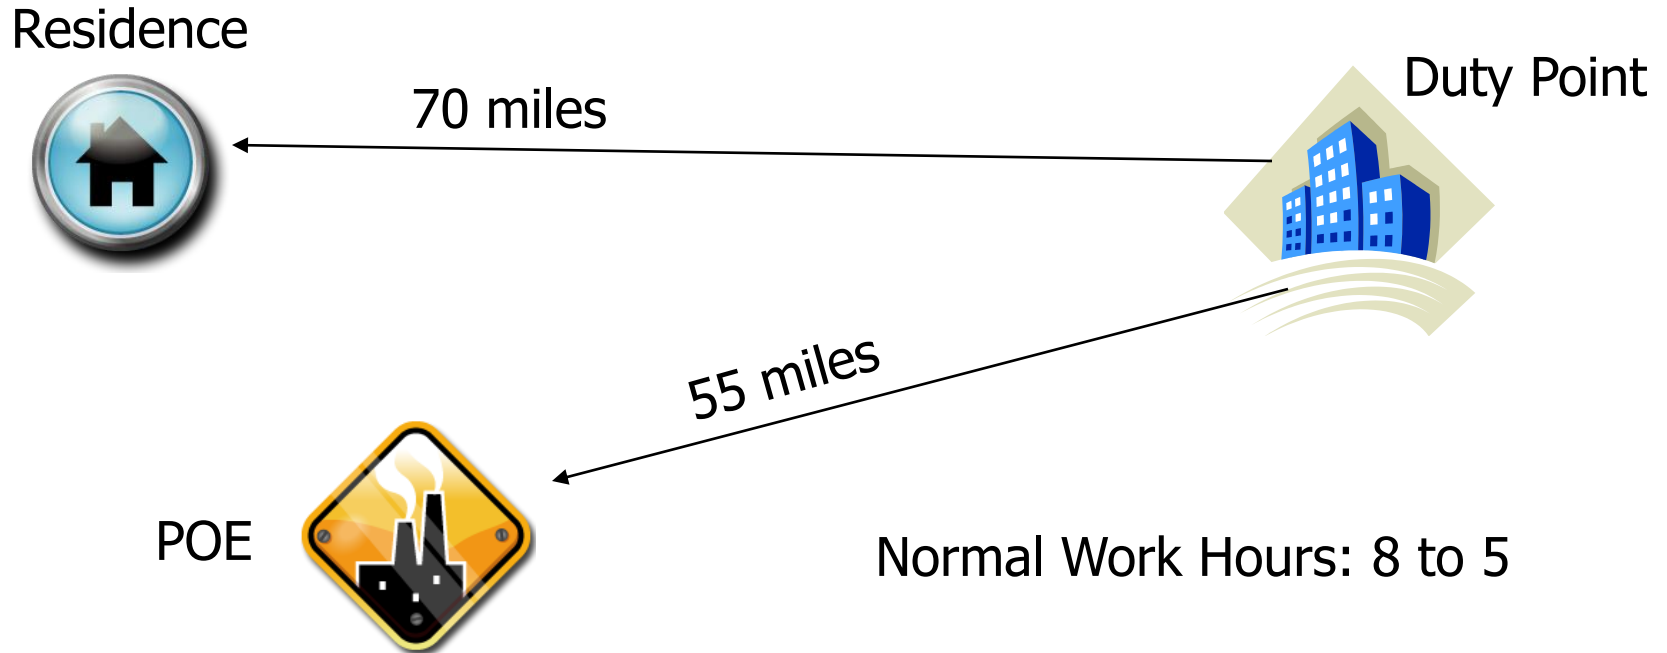 Residence
Duty Point
70 miles
55 miles
POE
Normal Work Hours: 8 to 5